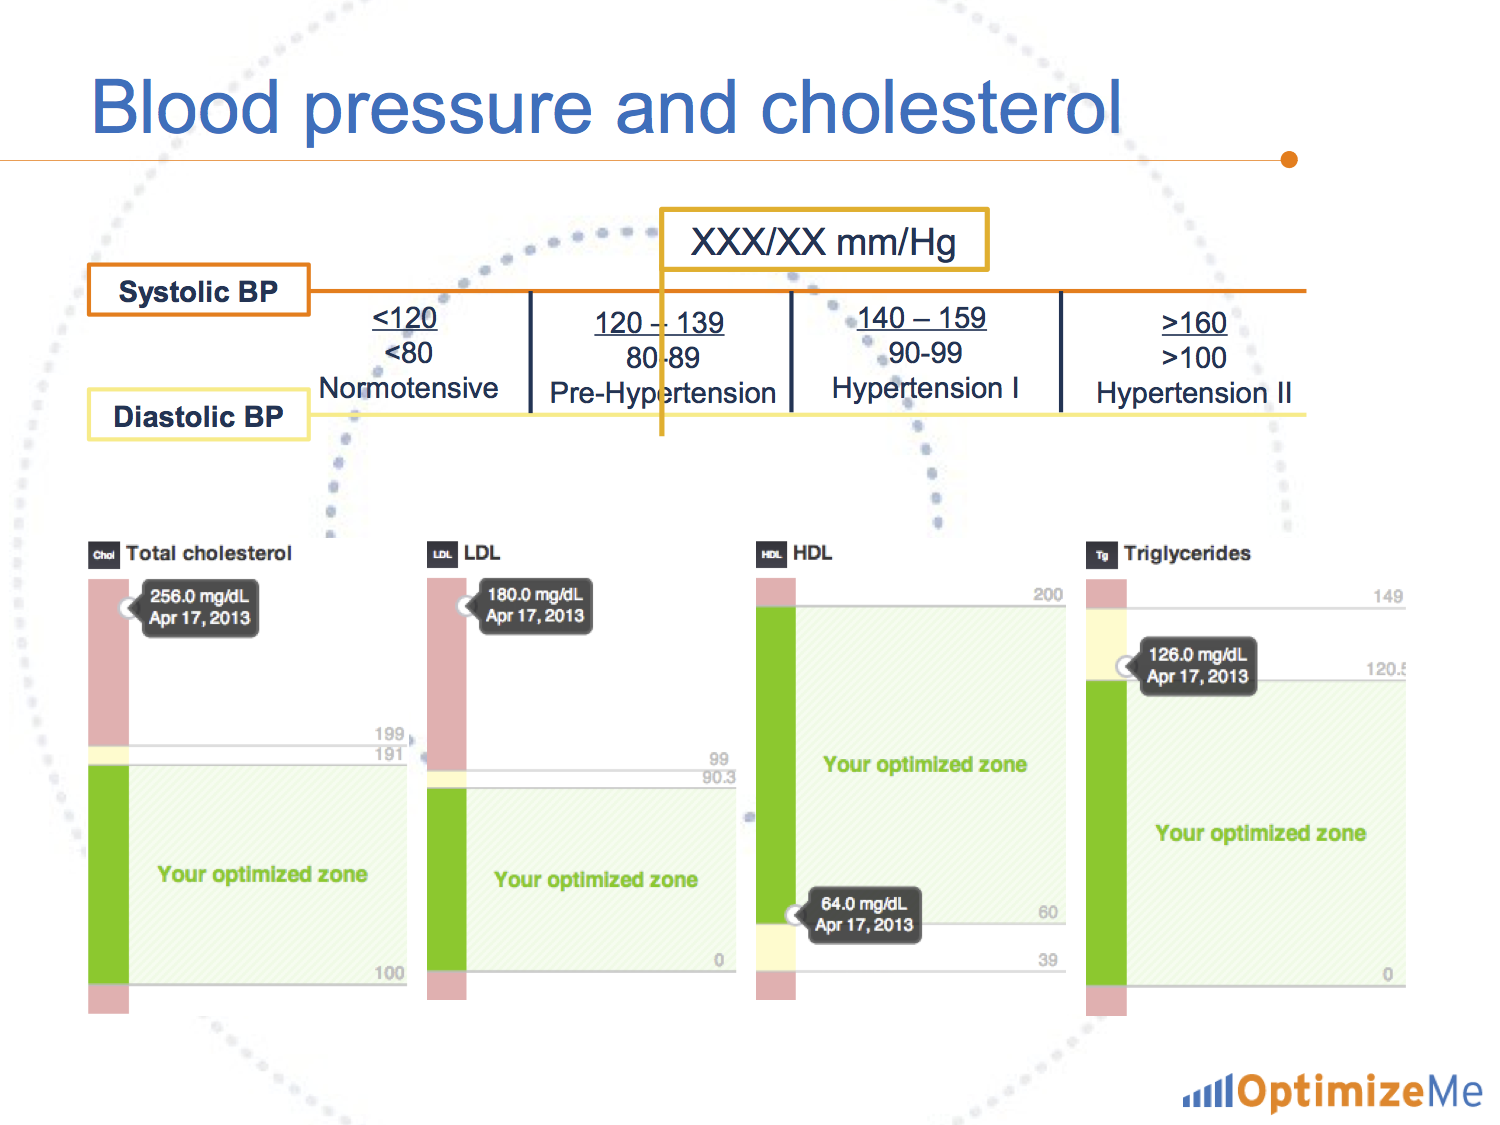 Blood pressure and cholesterol
XXX/XX mm/Hg
Systolic BP
<120
<80
Normotensive
120 – 139
80-89
Pre-Hypertension
140 – 159
90-99
Hypertension I
>160
>100
Hypertension II
Diastolic BP
Chol Total cholesterol
256.0 mg/dL
Apr 17, 2013
199
191
Your optimized zone
100
LDL LDL
180.0 mg/dL
Apr 17, 2013
99
90.3
Your optimized zone
0
HDL HDL
200
Your optimized zone
64.0 mg/dL
Apr 17, 2013
60
39
Tg Triglycerides
149
126.0 mg/dL
Apr 17, 2013
120.5
Your optimized zone
0
OptimizeMe